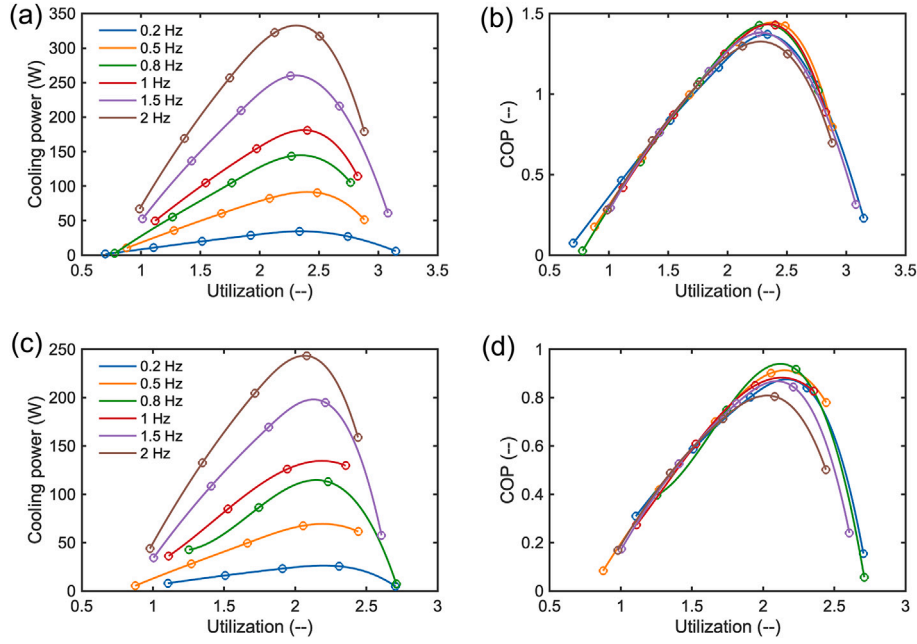 (a)
350
300
250
200
150
100
50
0
Cooling power (W)
0.2 Hz
0.5 Hz
0.8 Hz
1 Hz
1.5 Hz
2 Hz
0.5 1 1.5 2 2.5 3 3.5
Utilization (--)
(b)
1.5
1
0.5
0
COP (--)
0.5 1 1.5 2 2.5 3 3.5
Utilization (--)
(c)
250
200
150
100
50
0
Cooling power (W)
0.2 Hz
0.5 Hz
0.8 Hz
1 Hz
1.5 Hz
2 Hz
0.5 1 1.5 2 2.5 3
Utilization (--)
(d)
1
0.8
0.6
0.4
0.2
0
COP (--)
0.5 1 1.5 2 2.5 3
Utilization (--)